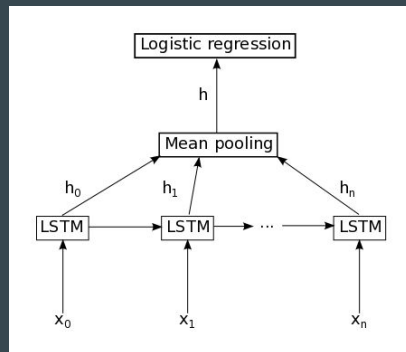 Logistic regression
h
Mean pooling
h0 h1 hn
LSTM LSTM ... LSTM
x0 x1 xn